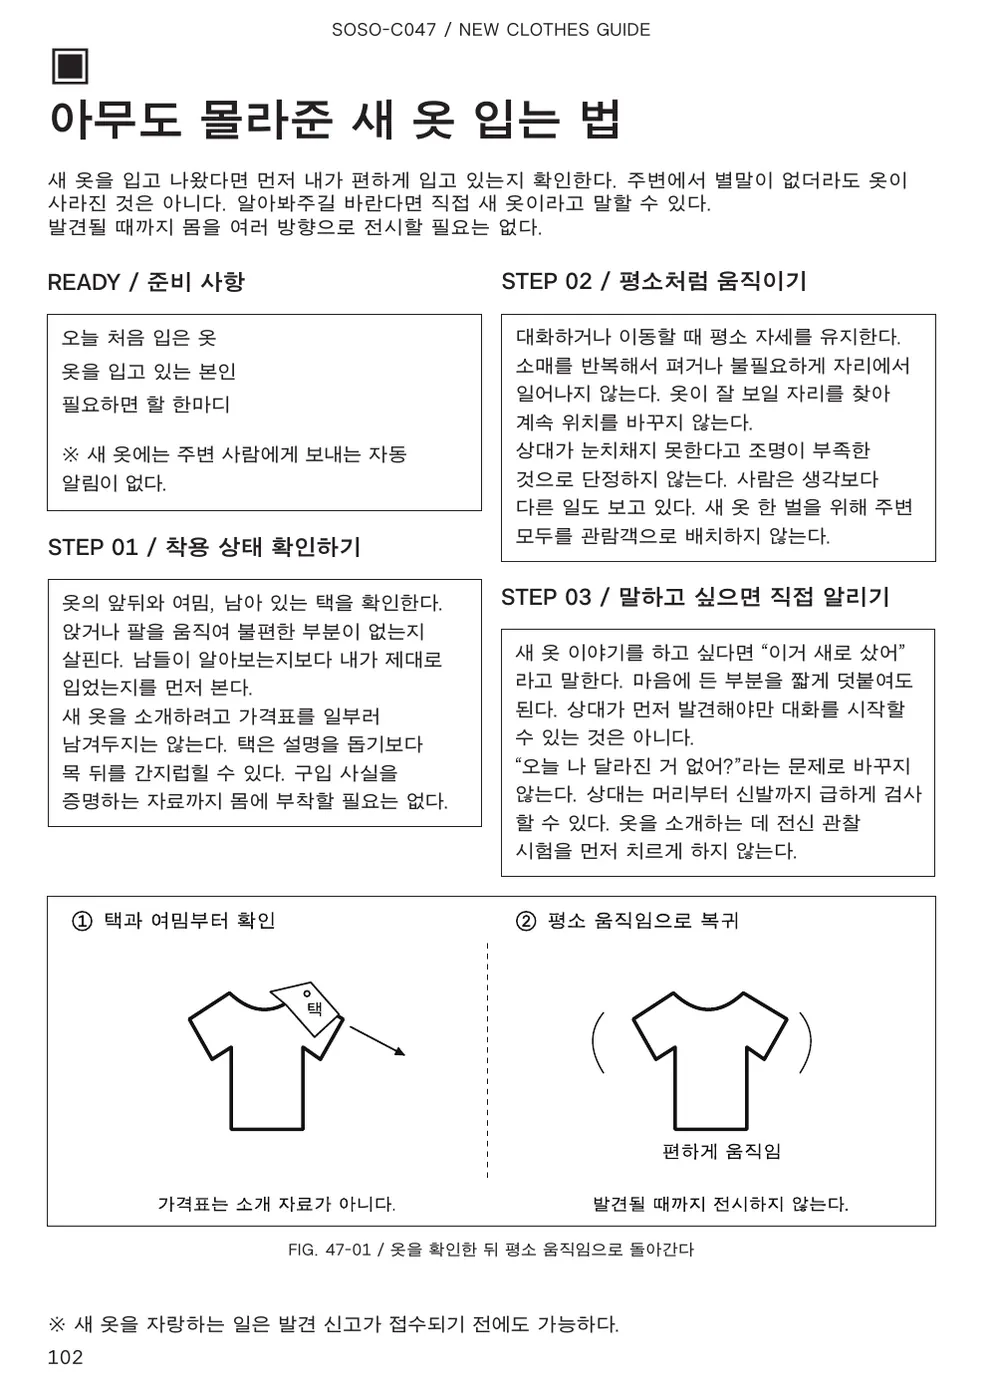 SOSO-C047 / NEW CLOTHES GUIDE
아무도 몰라준 새 옷 입는 법
새 옷을 입고 나왔다면 먼저 내가 편하게 입고 있는지 확인한다. 주변에서 별말이 없더라도 옷이
사라진 것은 아니다. 알아봐주길 바란다면 직접 새 옷이라고 말할 수 있다.
발견될 때까지 몸을 여러 방향으로 전시할 필요는 없다.
READY / 준비 사항
오늘 처음 입은 옷
옷을 입고 있는 본인
필요하면 할 한마디
※ 새 옷에는 주변 사람에게 보내는 자동
알림이 없다.
STEP 01 / 착용 상태 확인하기
옷의 앞뒤와 여밈, 남아 있는 택을 확인한다.
앉거나 팔을 움직여 불편한 부분이 없는지
살핀다. 남들이 알아보는지보다 내가 제대로
입었는지를 먼저 본다.
새 옷을 소개하려고 가격표를 일부러
남겨두지는 않는다. 택은 설명을 돕기보다
목 뒤를 간지럽힐 수 있다. 구입 사실을
증명하는 자료까지 몸에 부착할 필요는 없다.
STEP 02 / 평소처럼 움직이기
대화하거나 이동할 때 평소 자세를 유지한다.
소매를 반복해서 펴거나 불필요하게 자리에서
일어나지 않는다. 옷이 잘 보일 자리를 찾아
계속 위치를 바꾸지 않는다.
상대가 눈치채지 못한다고 조명이 부족한
것으로 단정하지 않는다. 사람은 생각보다
다른 일도 보고 있다. 새 옷 한 벌을 위해 주변
모두를 관람객으로 배치하지 않는다.
STEP 03 / 말하고 싶으면 직접 알리기
새 옷 이야기를 하고 싶다면 “이거 새로 샀어”
라고 말한다. 마음에 든 부분을 짧게 덧붙여도
된다. 상대가 먼저 발견해야만 대화를 시작할
수 있는 것은 아니다.
“오늘 나 달라진 거 없어?”라는 문제로 바꾸지
않는다. 상대는 머리부터 신발까지 급하게 검사
할 수 있다. 옷을 소개하는 데 전신 관찰
시험을 먼저 치르게 하지 않는다.
① 택과 여밈부터 확인
택
가격표는 소개 자료가 아니다.
② 평소 움직임으로 복귀
편하게 움직임
발견될 때까지 전시하지 않는다.
FIG. 47-01 / 옷을 확인한 뒤 평소 움직임으로 돌아간다
※ 새 옷을 자랑하는 일은 발견 신고가 접수되기 전에도 가능하다.
102